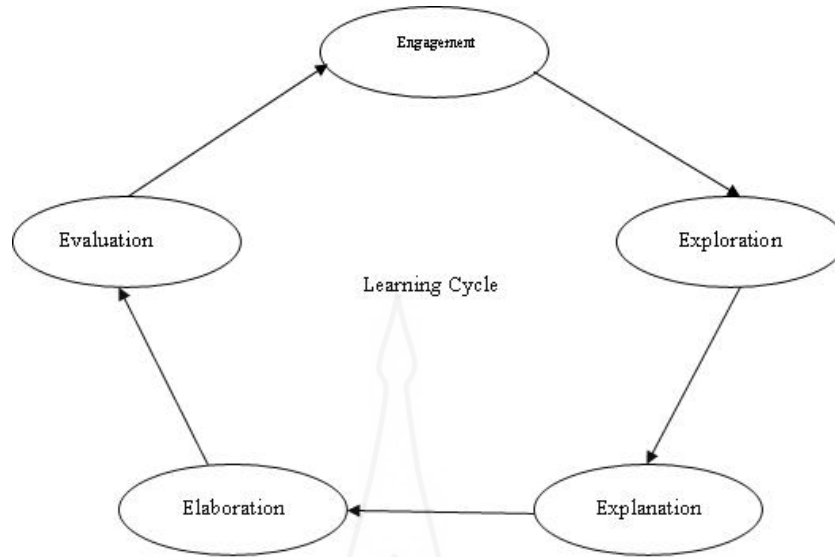 Engagement
Exploration
Explanation
Elaboration
Evaluation
Learning Cycle